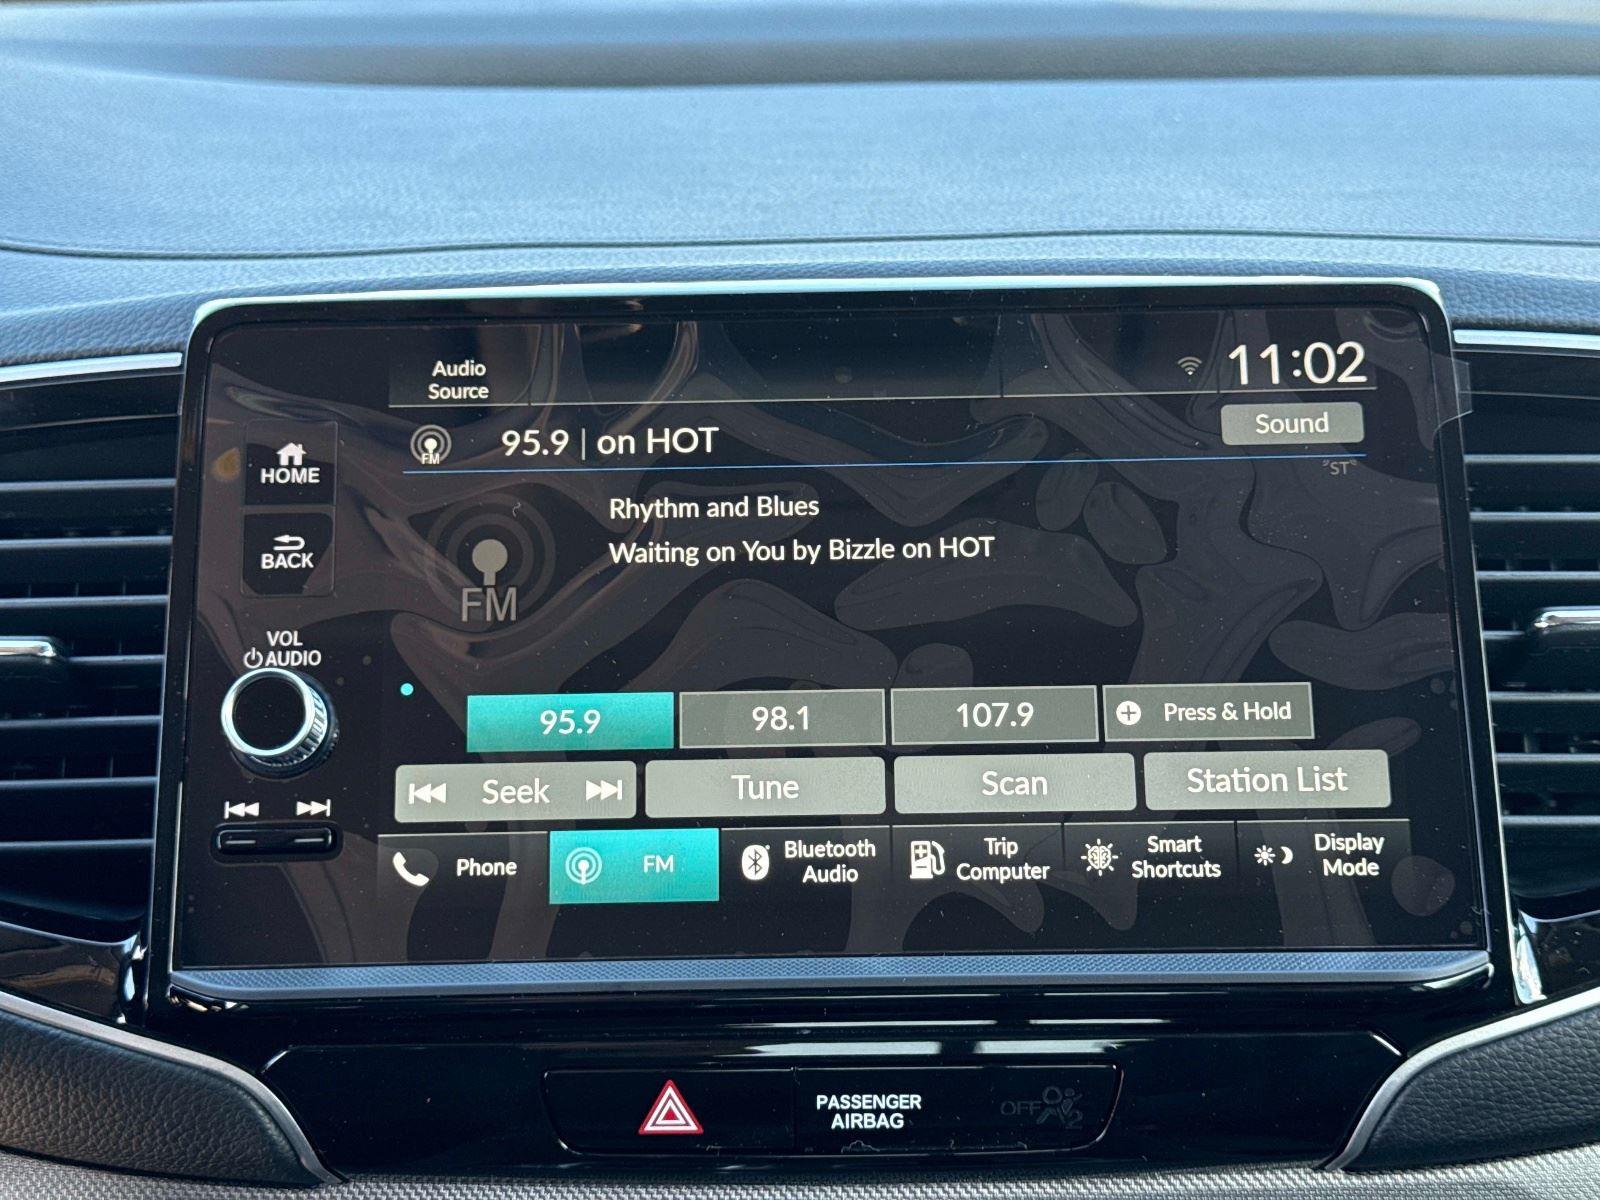 Audio
Source
11:02
FM
95.9 | on HOT
Sound
"ST"
HOME
Rhythm and Blues
BACK
Waiting on You by Bizzle on HOT
FM
VOL
AUDIO
95.9
98.1
107.9
Press & Hold
Seek
Tune
Scan
Station List
Phone
FM
Bluetooth
Audio
Trip
Computer
Smart
Shortcuts
Display
Mode
PASSENGER
AIRBAG
OFF
2